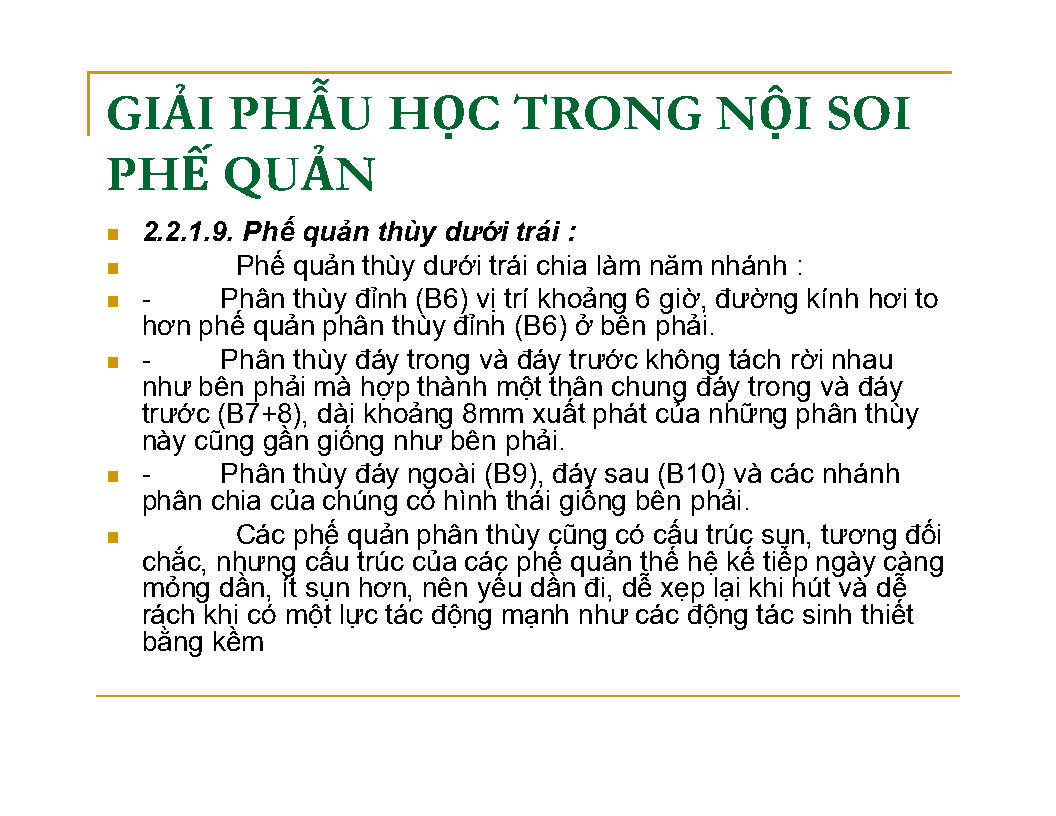 GIẢI PHẪU HỌC TRONG NỘI SOI
PHẾ QUẢN
2.2.1.9. Phế quản thùy dưới trái :
Phế quản thùy dưới trái chia làm năm nhánh :
- Phân thùy đỉnh (B6) vị trí khoảng 6 giờ, đường kính hơi to
hơn phế quản phân thùy đỉnh (B6) ở bên phải.
- Phân thùy đáy trong và đáy trước không tách rời nhau
như bên phải mà hợp thành một thân chung đáy trong và đáy
trước (B7+8), dài khoảng 8mm xuất phát của những phân thùy
này cũng gần giống như bên phải.
- Phân thùy đáy ngoài (B9), đáy sau (B10) và các nhánh
phân chia của chúng có hình thái giống bên phải.
Các phế quản phân thùy cũng có cấu trúc sụn, tương đối
chắc, nhưng cấu trúc của các phế quản thế hệ kế tiếp ngày càng
mỏng dần, ít sụn hơn, nên yếu dần đi, dễ xẹp lại khi hút và dễ
rách khi có một lực tác động mạnh như các động tác sinh thiết
bằng kềm